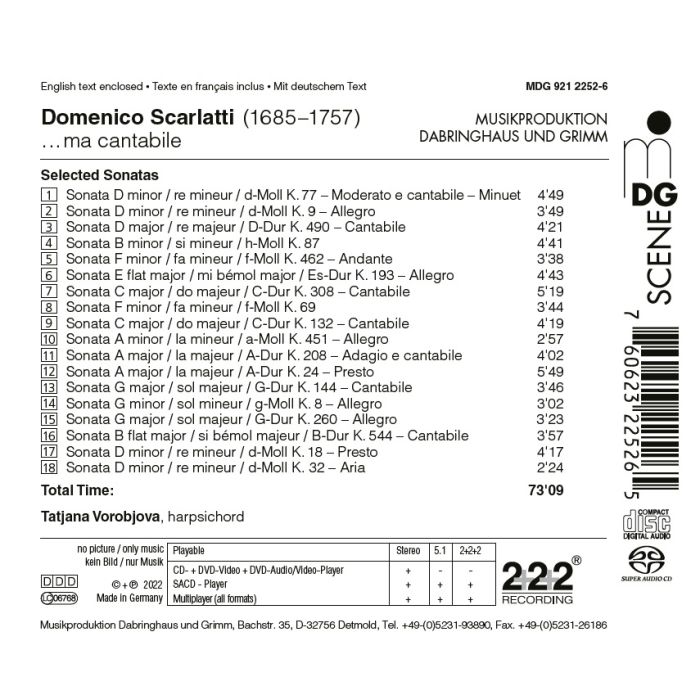 English text enclosed • Texte en français inclus • Mit deutschem Text
MDG 921 2252-6
Domenico Scarlatti (1685–1757)
…ma cantabile
MUSIKPRODUKTION
DABRINGHAUS UND GRIMM
Selected Sonatas
1 Sonata D minor / re mineur / d-Moll K. 77 – Moderato e cantabile – Minuet 4'49
2 Sonata D minor / re mineur / d-Moll K. 9 – Allegro 3'49
3 Sonata D major / re majeur / D-Dur K. 490 – Cantabile 4'21
4 Sonata B minor / si mineur / h-Moll K. 87 4'41
5 Sonata F minor / fa mineur / f-Moll K. 462 – Andante 3'38
6 Sonata E flat major / mi bémol major / Es-Dur K. 193 – Allegro 4'43
7 Sonata C major / do majeur / C-Dur K. 308 – Cantabile 5'19
8 Sonata F minor / fa mineur / f-Moll K. 69 3'44
9 Sonata C major / do majeur / C-Dur K. 132 – Cantabile 4'19
10 Sonata A minor / la mineur / a-Moll K. 451 – Allegro 2'57
11 Sonata A major / la majeur / A-Dur K. 208 – Adagio e cantabile 4'02
12 Sonata A major / la majeur / A-Dur K. 24 – Presto 5'49
13 Sonata G major / sol majeur / G-Dur K. 144 – Cantabile 3'46
14 Sonata G minor / sol mineur / g-Moll K. 8 – Allegro 3'02
15 Sonata G major / sol majeur / G-Dur K. 260 – Allegro 3'23
16 Sonata B flat major / si bémol majeur / B-Dur K. 544 – Cantabile 3'57
17 Sonata D minor / re mineur / d-Moll K. 18 – Presto 4'17
18 Sonata D minor / re mineur / d-Moll K. 32 – Aria 2'24
Total Time: 73'09
Tatjana Vorobjova, harpsichord
no picture / only music
kein Bild / nur Musik
DDD
LC 06768
©+℗ 2022
Made in Germany
Playable Stereo 5.1 2+2+2
CD- + DVD-Video + DVD-Audio/Video-Player + - -
SACD - Player + + +
Multiplayer (all formats) + + +
2+2+2®
RECORDING
Musikproduktion Dabringhaus und Grimm, Bachstr. 35, D-32756 Detmold, Tel. +49-(0)5231-93890, Fax. +49-(0)5231-26186
mDG
SCENE
7 60623 22526 5
COMPACT
disc
DIGITAL AUDIO
SUPER AUDIO CD